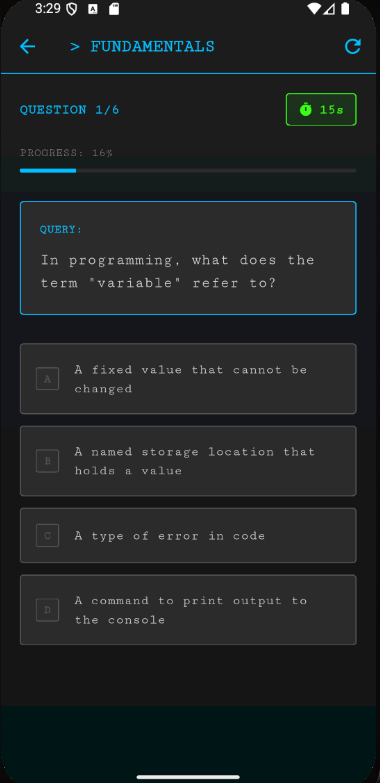 3:29
> FUNDAMENTALS
QUESTION 1/6
15s
PROGRESS: 16%
QUERY:
In programming, what does the
term "variable" refer to?
A
A fixed value that cannot be
changed
B
A named storage location that
holds a value
C
A type of error in code
D
A command to print output to
the console